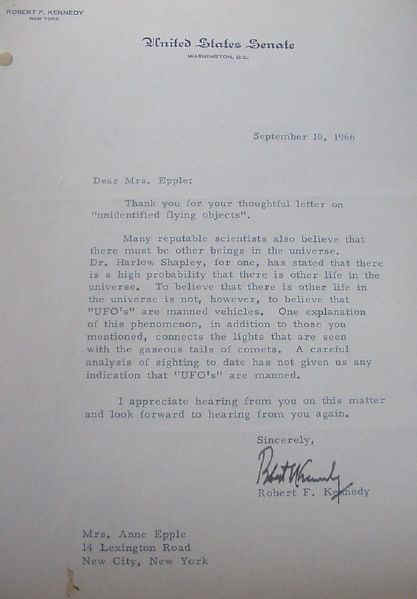 ROBERT F. KENNEDY
NEW YORK
United States Senate
WASHINGTON, D.C.
September 10, 1966
Dear Mrs. Epple:
Thank you for your thoughtful letter on
"unidentified flying objects".
Many reputable scientists also believe that
there must be other beings in the universe.
Dr. Harlow Shapley, for one, has stated that there
is a high probability that there is other life in the
universe. To believe that there is other life in
the universe is not, however, to believe that
"UFO's" are manned vehicles. One explanation
of this phenomenon, in addition to those you
mentioned, connects the lights that are seen
with the gaseous tails of comets. A careful
analysis of sighting to date has not given us any
indication that "UFO's" are manned.
I appreciate hearing from you on this matter
and look forward to hearing from you again.
Sincerely,
Robert Kennedy
Robert F. Kennedy
Mrs. Anne Epple
14 Lexington Road
New City, New York